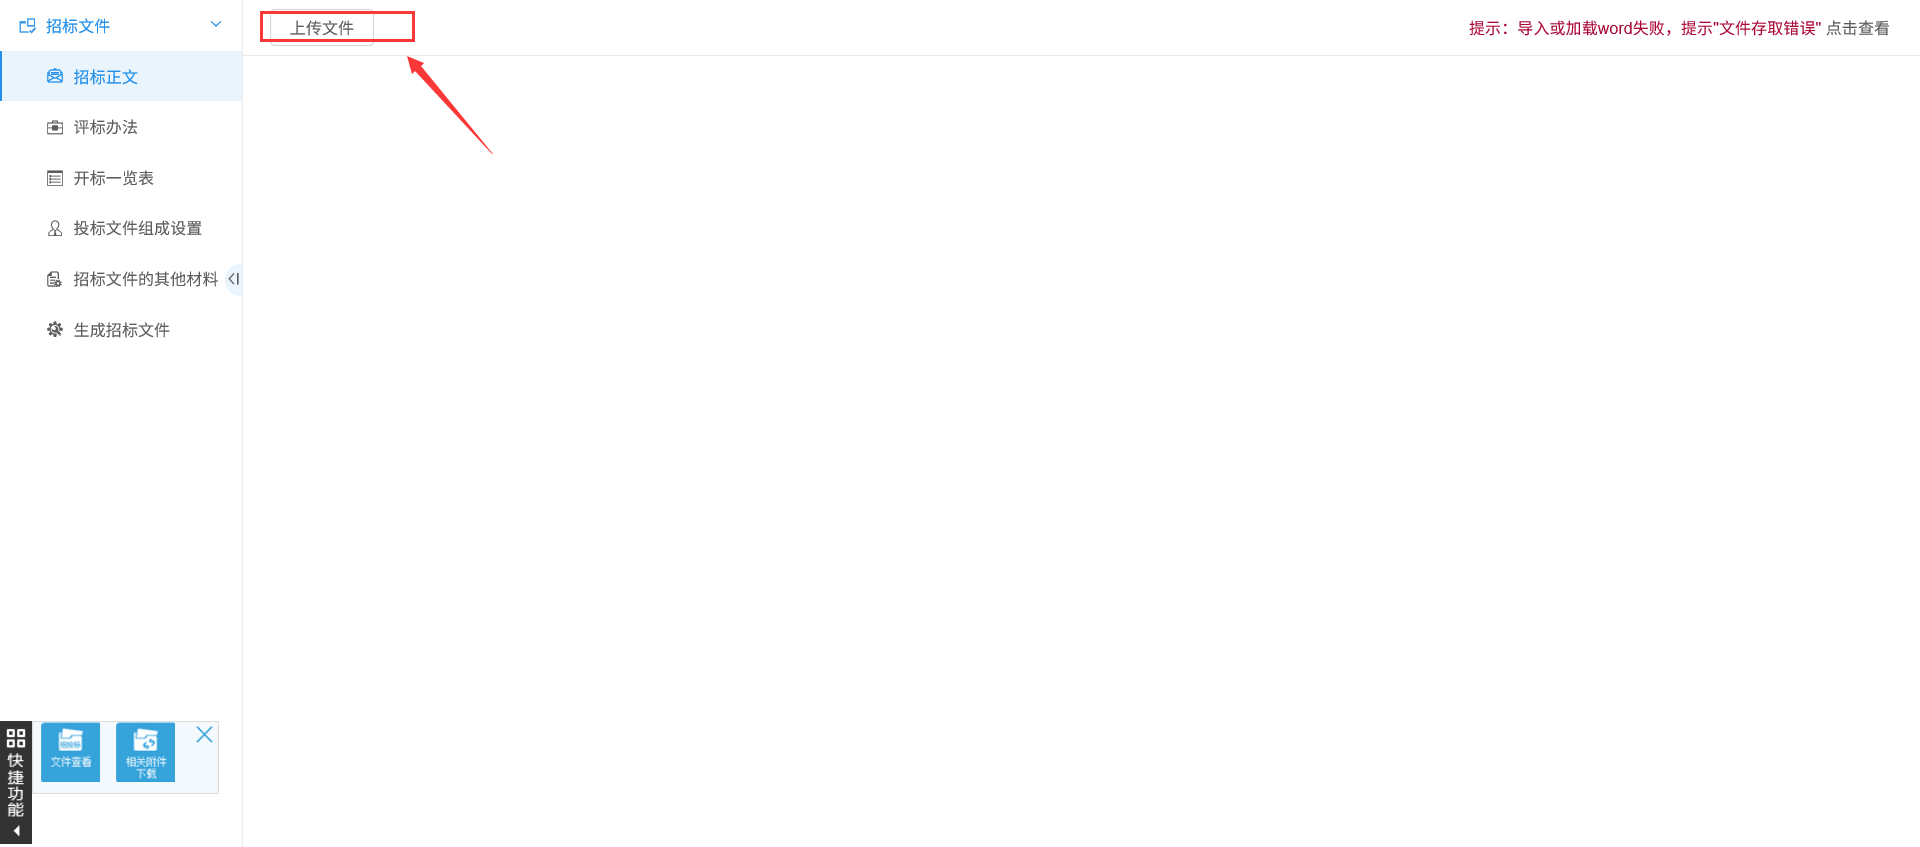 招标文件
招标正文
评标办法
开标一览表
投标文件组成设置
招标文件的其他材料
生成招标文件
上传文件
提示：导入或加载word失败，提示"文件存取错误" 点击查看
快捷功能
文件查看
相关附件
下载